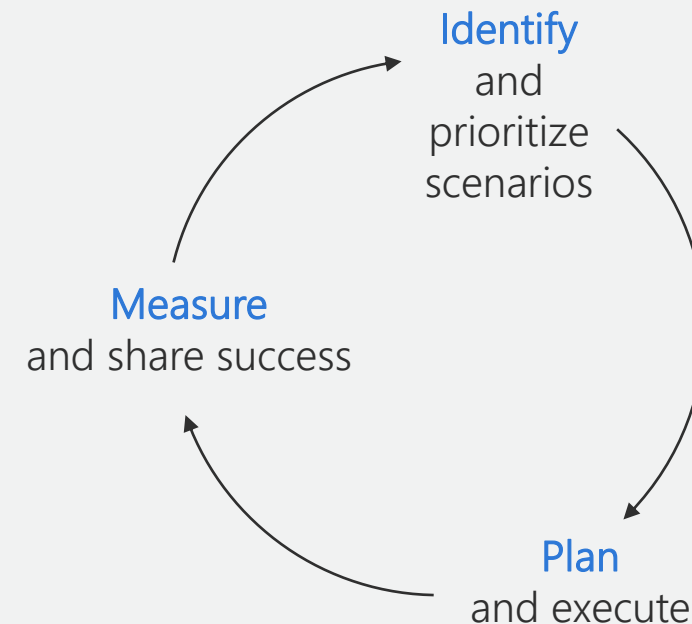 Identify
and
prioritize
scenarios
Measure
and share success
Plan
and execute